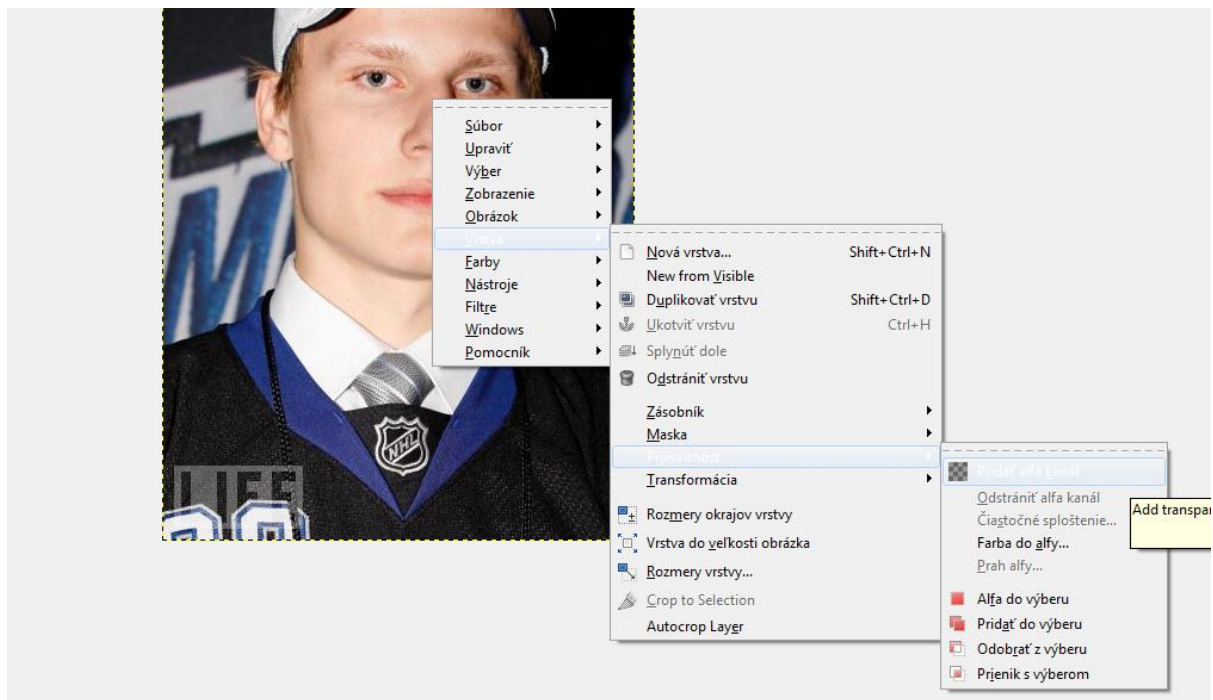 Súbor
Upraviť
Výber
Zobrazenie
Obrázok
Vrstva
Farby
Nástroje
Filtre
Windows
Pomocník
Nová vrstva... Shift+Ctrl+N
New from Visible
Duplikovať vrstvu Shift+Ctrl+D
Ukotviť vrstvu Ctrl+H
Splynúť dole
Odstrániť vrstvu
Zásobník
Maska
Priesvitnosť
Transformácia
Rozmery okrajov vrstvy
Vrstva do veľkosti obrázka
Rozmery vrstvy...
Crop to Selection
Autocrop Layer
Pridať alfa kanál
Odstrániť alfa kanál
Čiastočné sploštenie...
Farba do alfy...
Prah alfy...
Alfa do výberu
Pridať do výberu
Odobrať z výberu
Prienik s výberom
Add transpar
NHL
LIFE